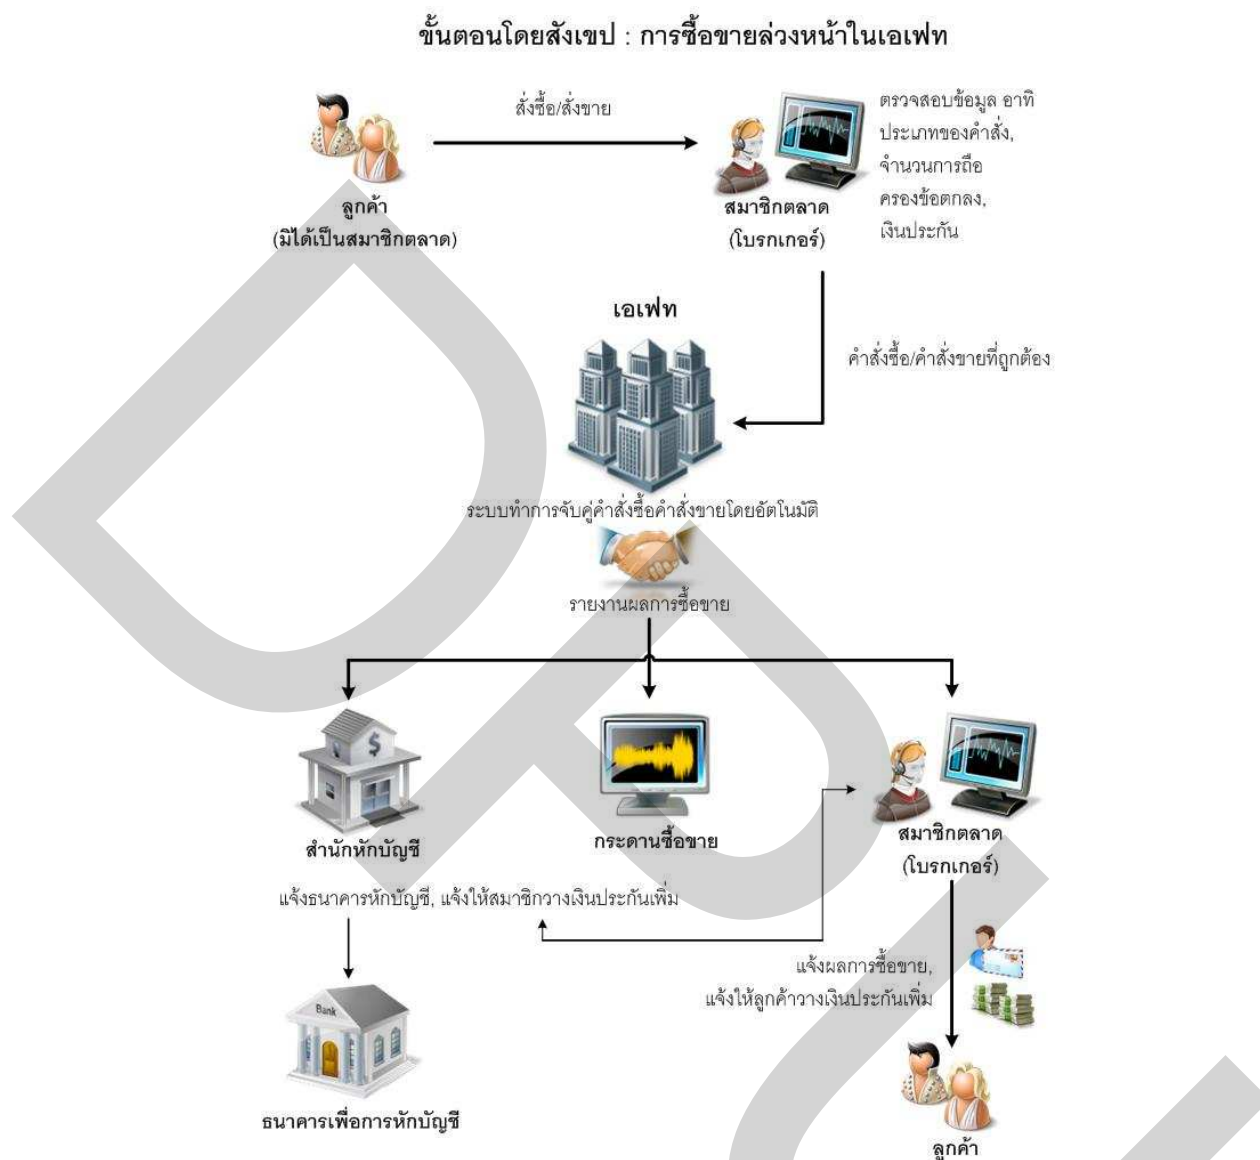 ขั้นตอนโดยสังเขป : การซื้อขายล่วงหน้าในเอเฟท
สั่งซื้อ/สั่งขาย
ตรวจสอบข้อมูล อาทิ
ประเภทของคำสั่ง,
จำนวนการถือ
ครองข้อตกลง,
เงินประกัน
ลูกค้า
(มิได้เป็นสมาชิกตลาด)
สมาชิกตลาด
(โบรกเกอร์)
เอเฟท
คำสั่งซื้อ/คำสั่งขายที่ถูกต้อง
ระบบทำการจับคู่คำสั่งซื้อคำสั่งขายโดยอัตโนมัติ
รายงานผลการซื้อขาย
สำนักหักบัญชี
กระดานซื้อขาย
สมาชิกตลาด
(โบรกเกอร์)
แจ้งธนาคารหักบัญชี, แจ้งให้สมาชิกวางเงินประกันเพิ่ม
แจ้งผลการซื้อขาย,
แจ้งให้ลูกค้าวางเงินประกันเพิ่ม
Bank
ธนาคารเพื่อการหักบัญชี
ลูกค้า